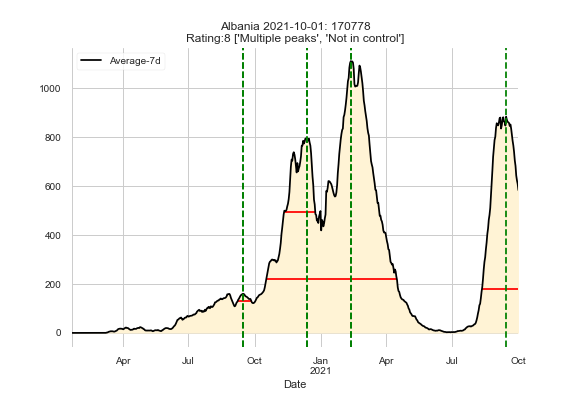 Albania 2021-10-01: 170778
Rating:8 ['Multiple peaks', 'Not in control']
Average-7d
1000
800
600
400
200
0
Apr Jul Oct Jan Apr Jul Oct
2021
Date